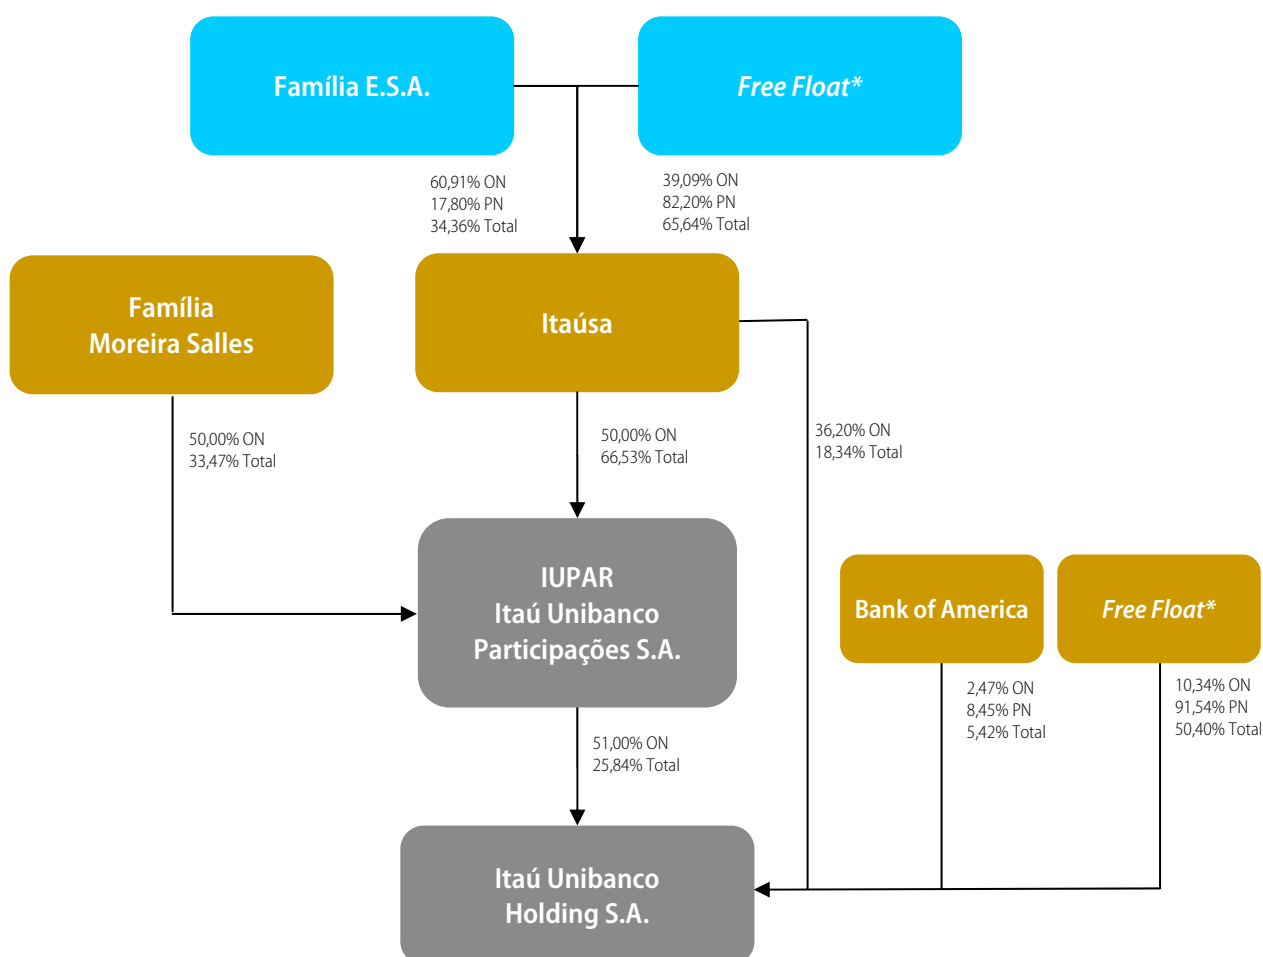 Família E.S.A.
Free Float*
60,91% ON
17,80% PN
34,36% Total
39,09% ON
82,20% PN
65,64% Total
Família
Moreira Salles
Itaúsa
50,00% ON
33,47% Total
50,00% ON
66,53% Total
36,20% ON
18,34% Total
IUPAR
Itaú Unibanco
Participações S.A.
Bank of America
Free Float*
2,47% ON
8,45% PN
5,42% Total
10,34% ON
91,54% PN
50,40% Total
51,00% ON
25,84% Total
Itaú Unibanco
Holding S.A.